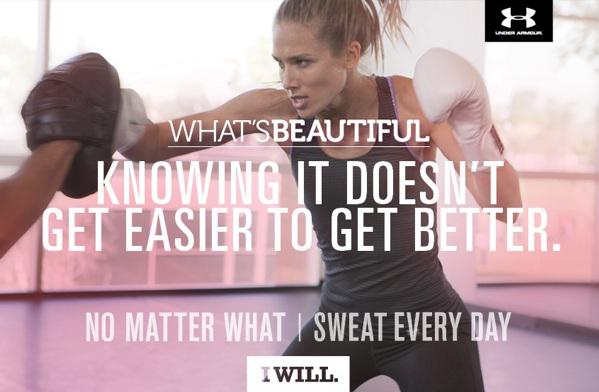 UNDER ARMOUR
WHAT'SBEAUTIFUL
KNOWING IT DOESN'T
GET EASIER TO GET BETTER.
NO MATTER WHAT | SWEAT EVERY DAY
I WILL.